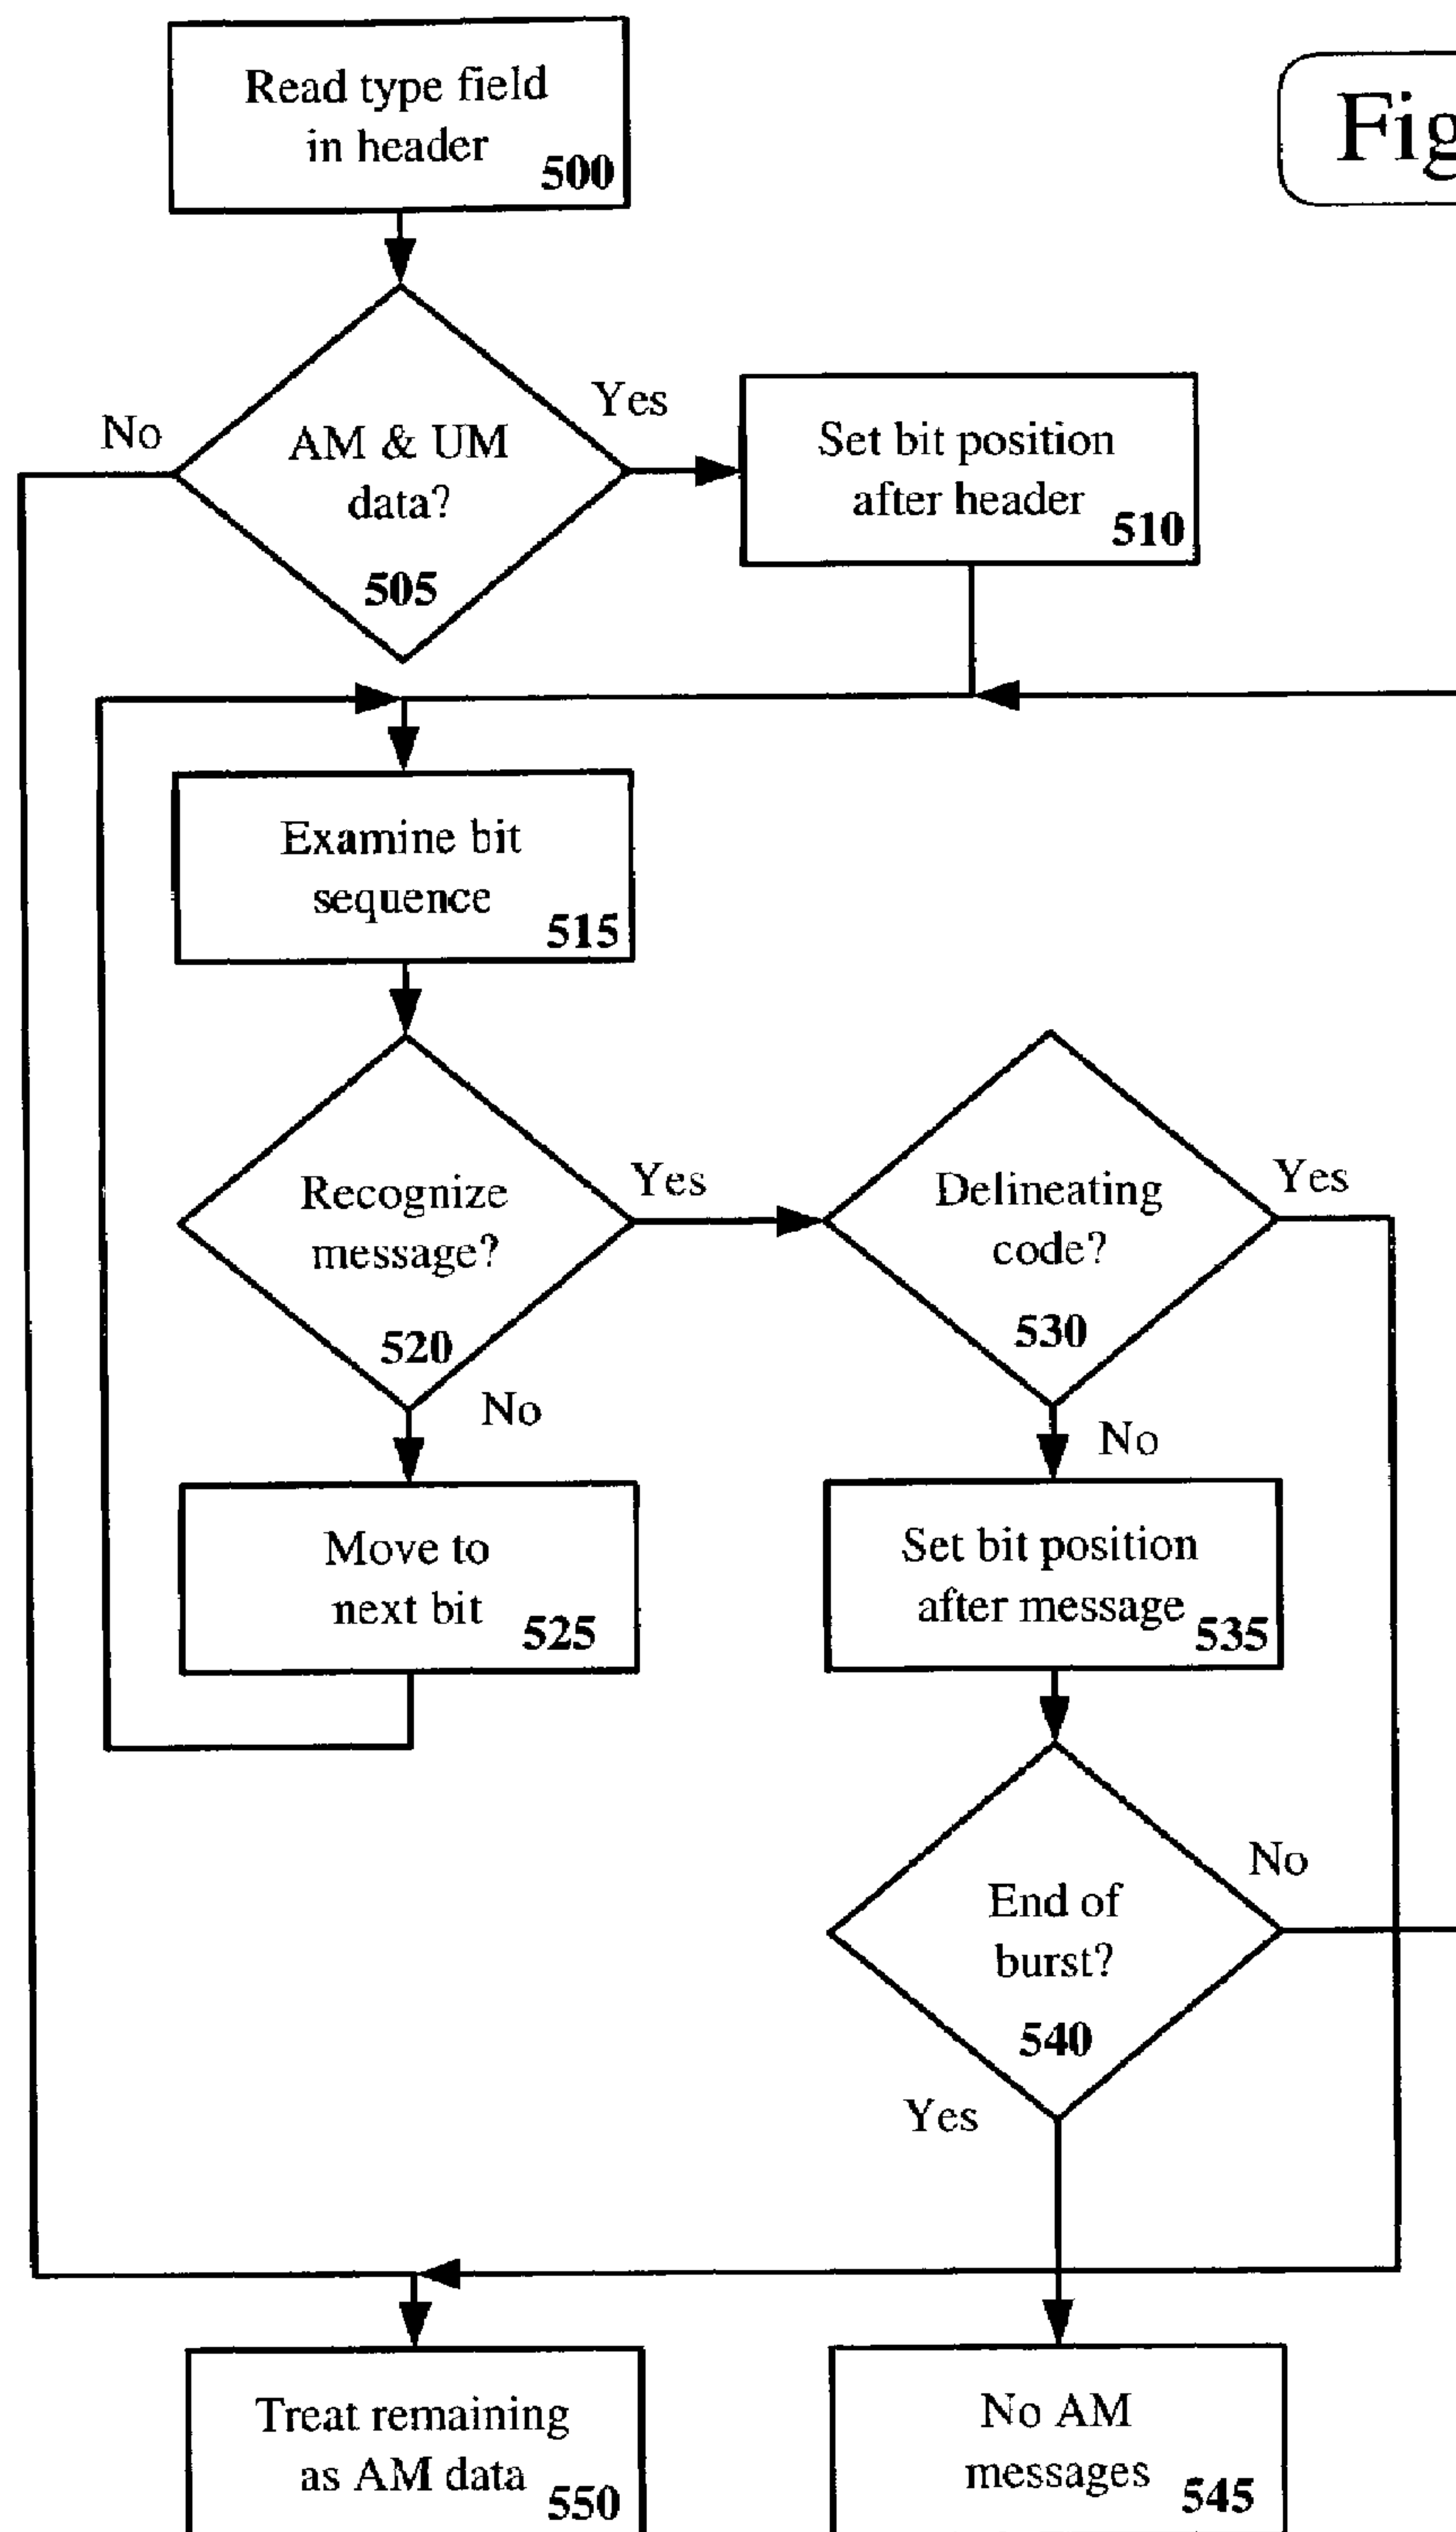 Read type field
in header
500
Fig
No
AM & UM
data?
505
Yes
Set bit position
after header
510
Examine bit
sequence
515
Recognize
message?
520
Yes
No
Delineating
code?
530
Yes
No
Move to
next bit
525
Set bit position
after message
535
End of
burst?
540
No
Yes
Treat remaining
as AM data
550
No AM
messages
545